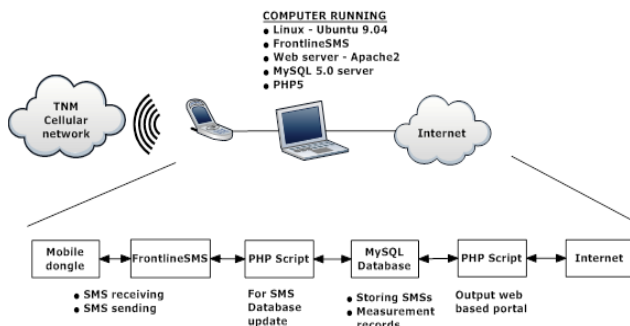 COMPUTER RUNNING
● Linux - Ubuntu 9.04
● FrontlineSMS
● Web server - Apache2
● MySQL 5.0 server
● PHP5
TNM
Cellular
network
Internet
Mobile
dongle
FrontlineSMS
PHP Script
MySQL
Database
PHP Script
Internet
● SMS receiving
● SMS sending
For SMS
Database
update
● Storing SMSs
● Measurement
records
Output web
based portal